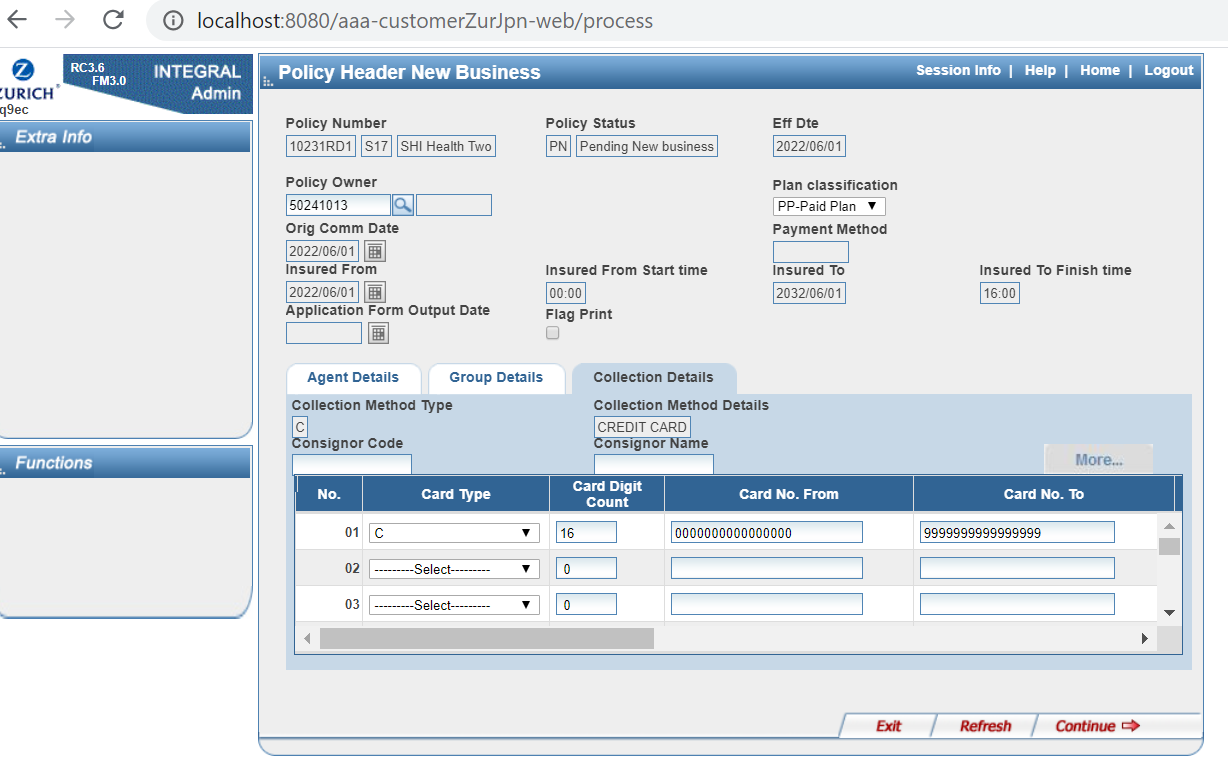 localhost:8080/aaa-customerZurJpn-web/process
ZURICH
q9ec
RC3.6
FM3.0
INTEGRAL
Admin
Extra Info
Functions
Policy Header New Business
Session Info | Help | Home | Logout
Policy Number Policy Status Eff Dte
10231RD1 S17 SHI Health Two PN Pending New business 2022/06/01
Policy Owner Plan classification
50241013 PP-Paid Plan
Orig Comm Date Payment Method
2022/06/01
Insured From Insured From Start time Insured To Insured To Finish time
2022/06/01 00:00 2032/06/01 16:00
Application Form Output Date Flag Print
Agent Details Group Details Collection Details
Collection Method Type Collection Method Details
C CREDIT CARD
Consignor Code Consignor Name
More...
No. Card Type Card Digit Count Card No. From Card No. To
01 C 16 0000000000000000 9999999999999999
02 ---------Select--------- 0
03 ---------Select--------- 0
Exit Refresh Continue